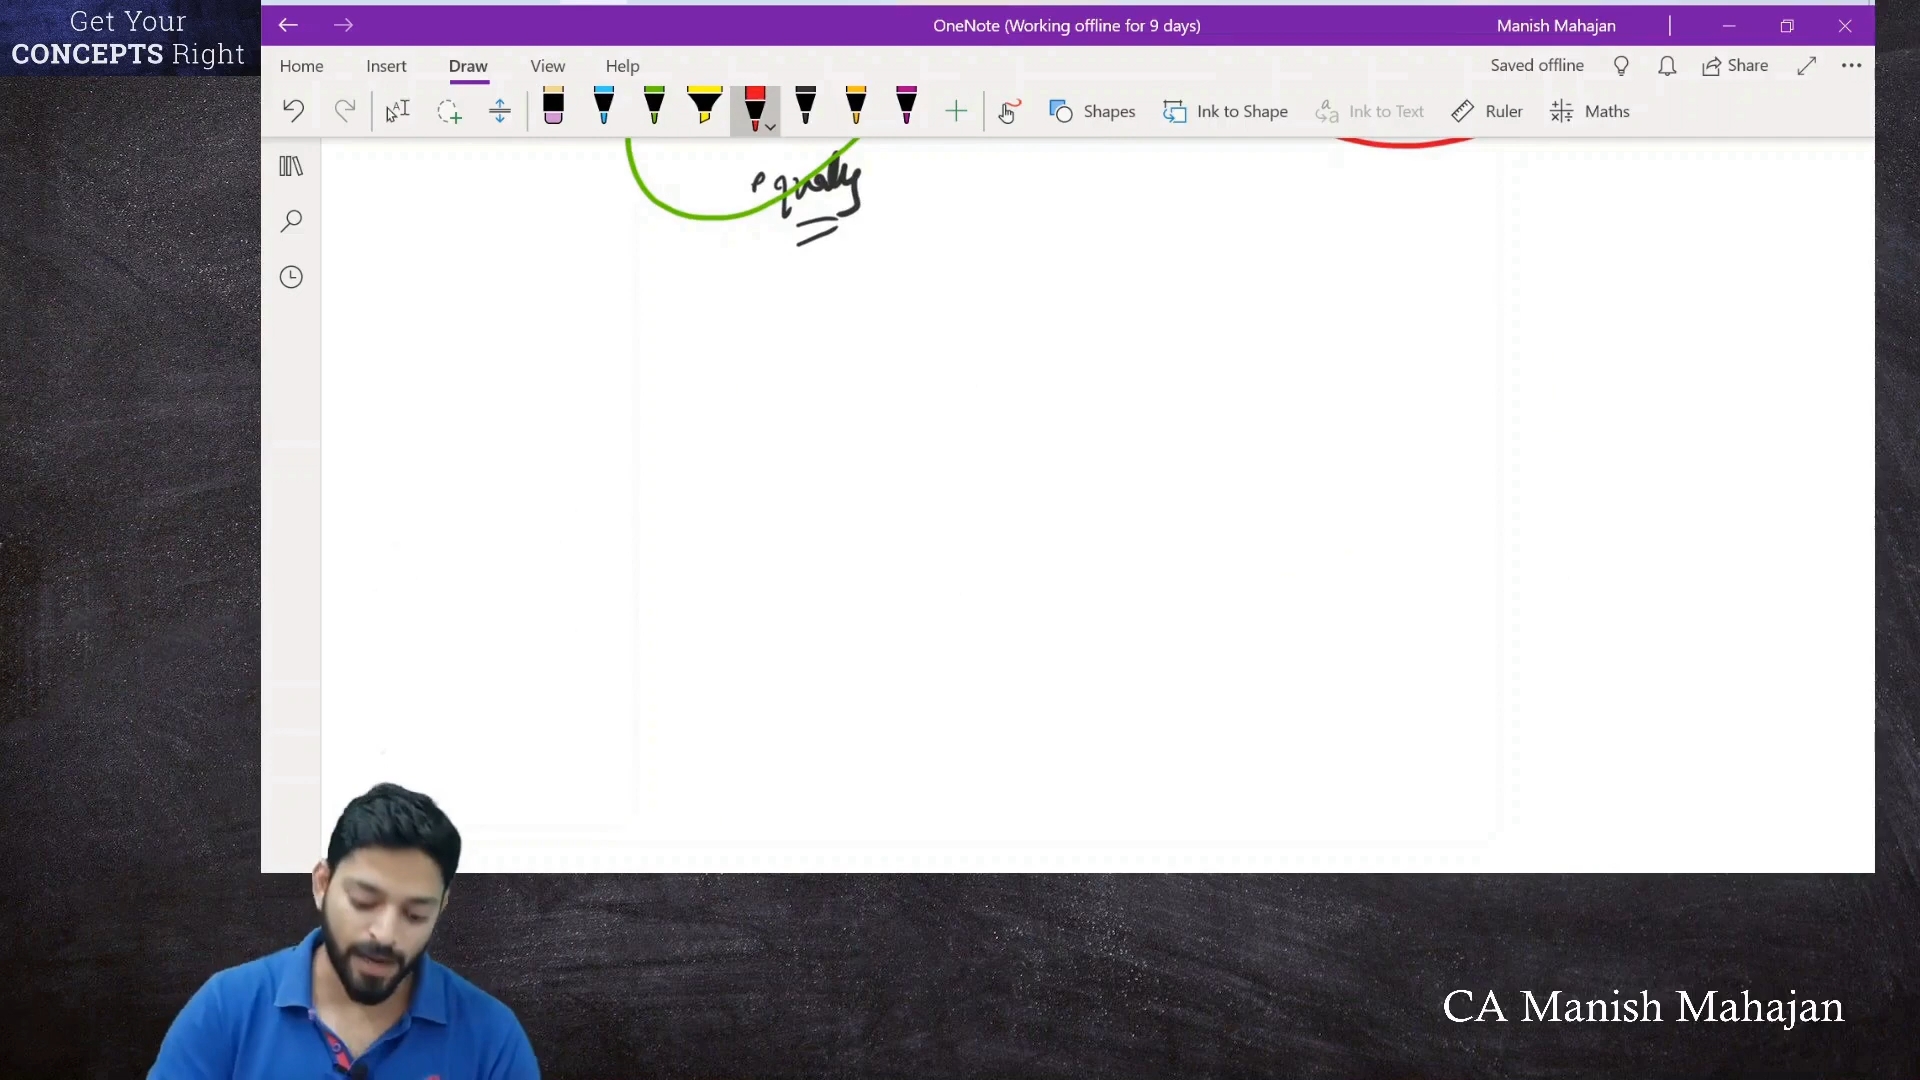 Get Your
CONCEPTS Right
OneNote (Working offline for 9 days)
Manish Mahajan
Home Insert Draw View Help
Saved offline
Share
Shapes
Ink to Shape
Ink to Text
Ruler
Maths
equally
CA Manish Mahajan